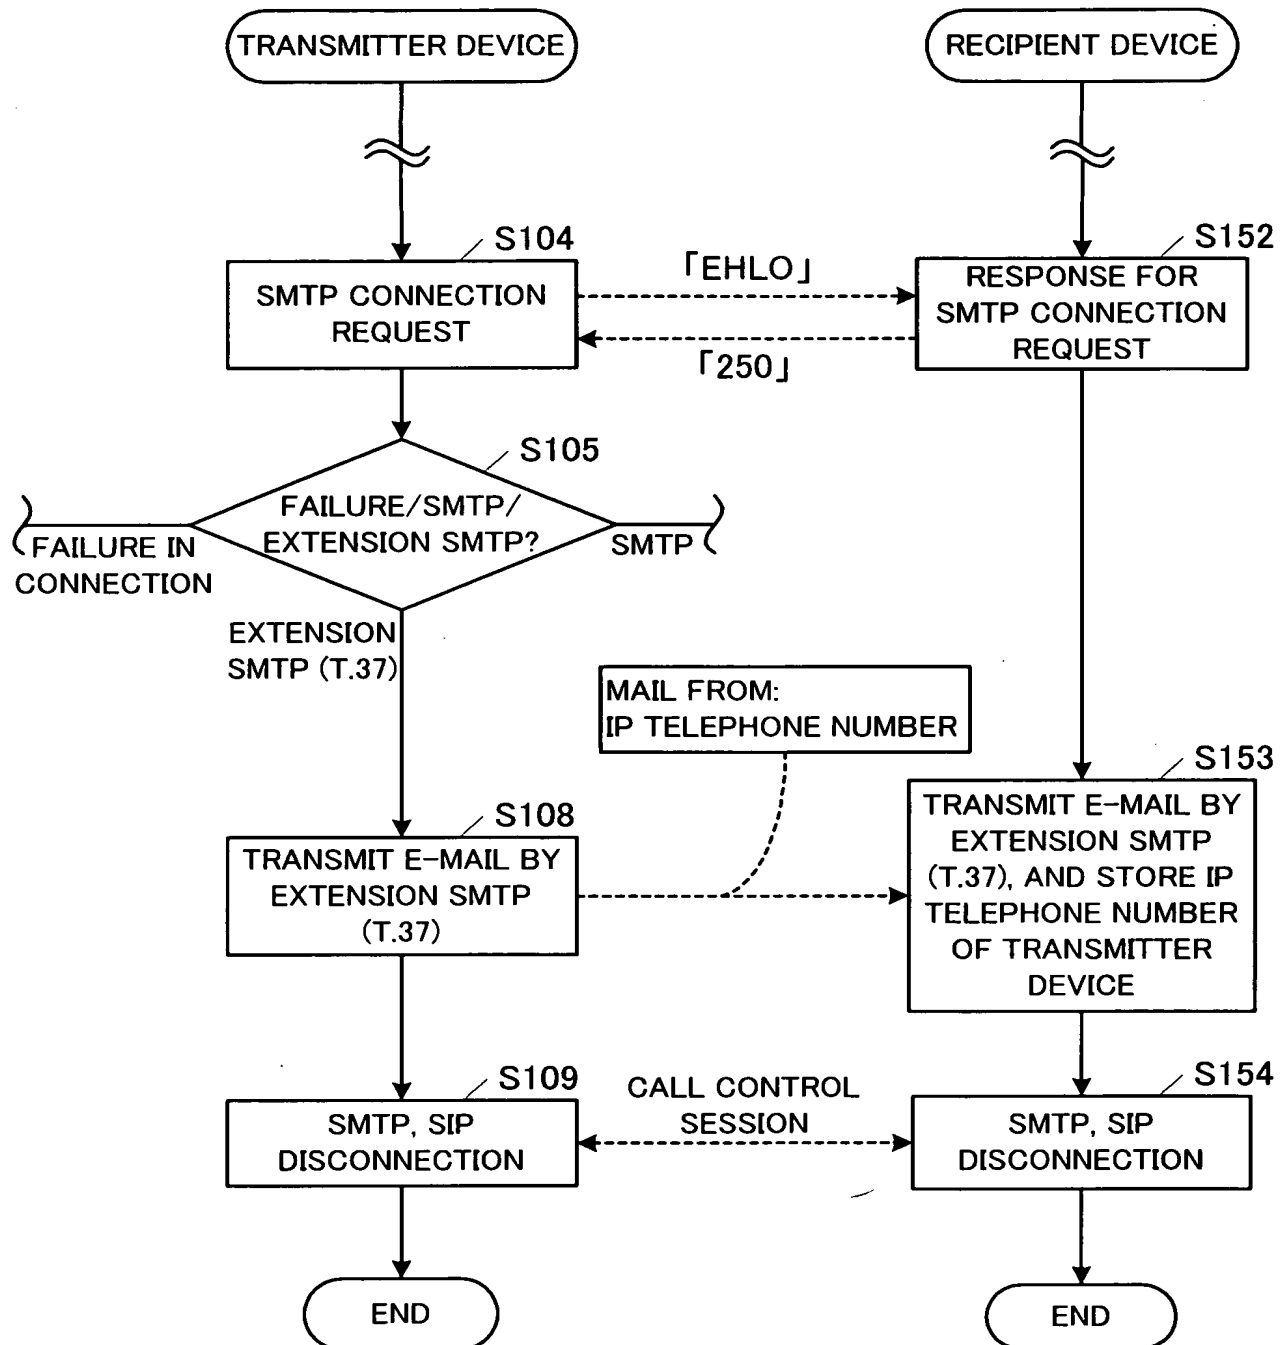 TRANSMITTER DEVICE
RECIPIENT DEVICE
S104
S152
SMTP CONNECTION
REQUEST
「EHLO」
「250」
RESPONSE FOR
SMTP CONNECTION
REQUEST
S105
FAILURE/SMTP/
EXTENSION SMTP?
FAILURE IN
CONNECTION
SMTP
EXTENSION
SMTP (T.37)
MAIL FROM:
IP TELEPHONE NUMBER
S108
S153
TRANSMIT E-MAIL BY
EXTENSION SMTP
(T.37)
TRANSMIT E-MAIL BY
EXTENSION SMTP
(T.37), AND STORE IP
TELEPHONE NUMBER
OF TRANSMITTER
DEVICE
S109
S154
SMTP, SIP
DISCONNECTION
CALL CONTROL
SESSION
SMTP, SIP
DISCONNECTION
END
END